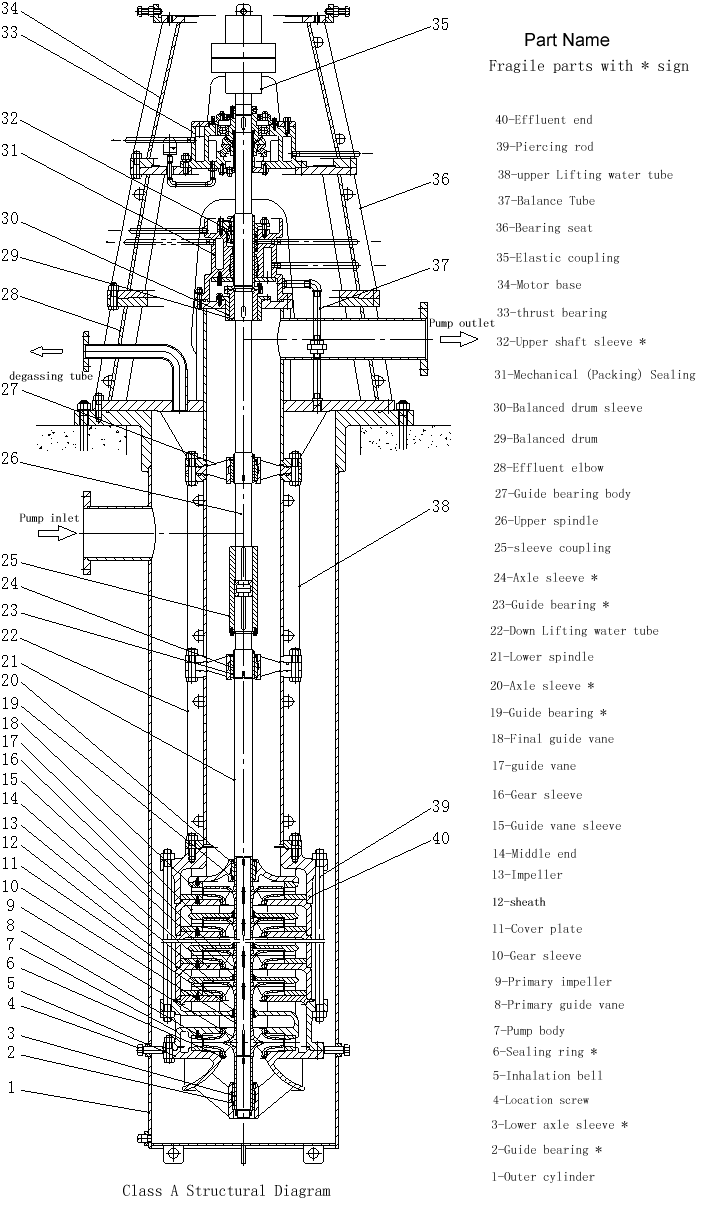 34
33
32
31
30
29
28
degassing tube
27
26
Pump inlet
25
24
23
22
21
20
19
18
17
16
15
14
13
12
11
10
9
8
7
6
5
4
3
2
1
35
36
37
Pump outlet
38
39
40
Class A Structural Diagram
Part Name
Fragile parts with * sign
40-Effluent end
39-Piercing rod
38-upper Lifting water tube
37-Balance Tube
36-Bearing seat
35-Elastic coupling
34-Motor base
33-thrust bearing
32-Upper shaft sleeve *
31-Mechanical (Packing) Sealing
30-Balanced drum sleeve
29-Balanced drum
28-Effluent elbow
27-Guide bearing body
26-Upper spindle
25-sleeve coupling
24-Axle sleeve *
23-Guide bearing *
22-Down Lifting water tube
21-Lower spindle
20-Axle sleeve *
19-Guide bearing *
18-Final guide vane
17-guide vane
16-Gear sleeve
15-Guide vane sleeve
14-Middle end
13-Impeller
12-sheath
11-Cover plate
10-Gear sleeve
9-Primary impeller
8-Primary guide vane
7-Pump body
6-Sealing ring *
5-Inhalation bell
4-Location screw
3-Lower axle sleeve *
2-Guide bearing *
1-Outer cylinder